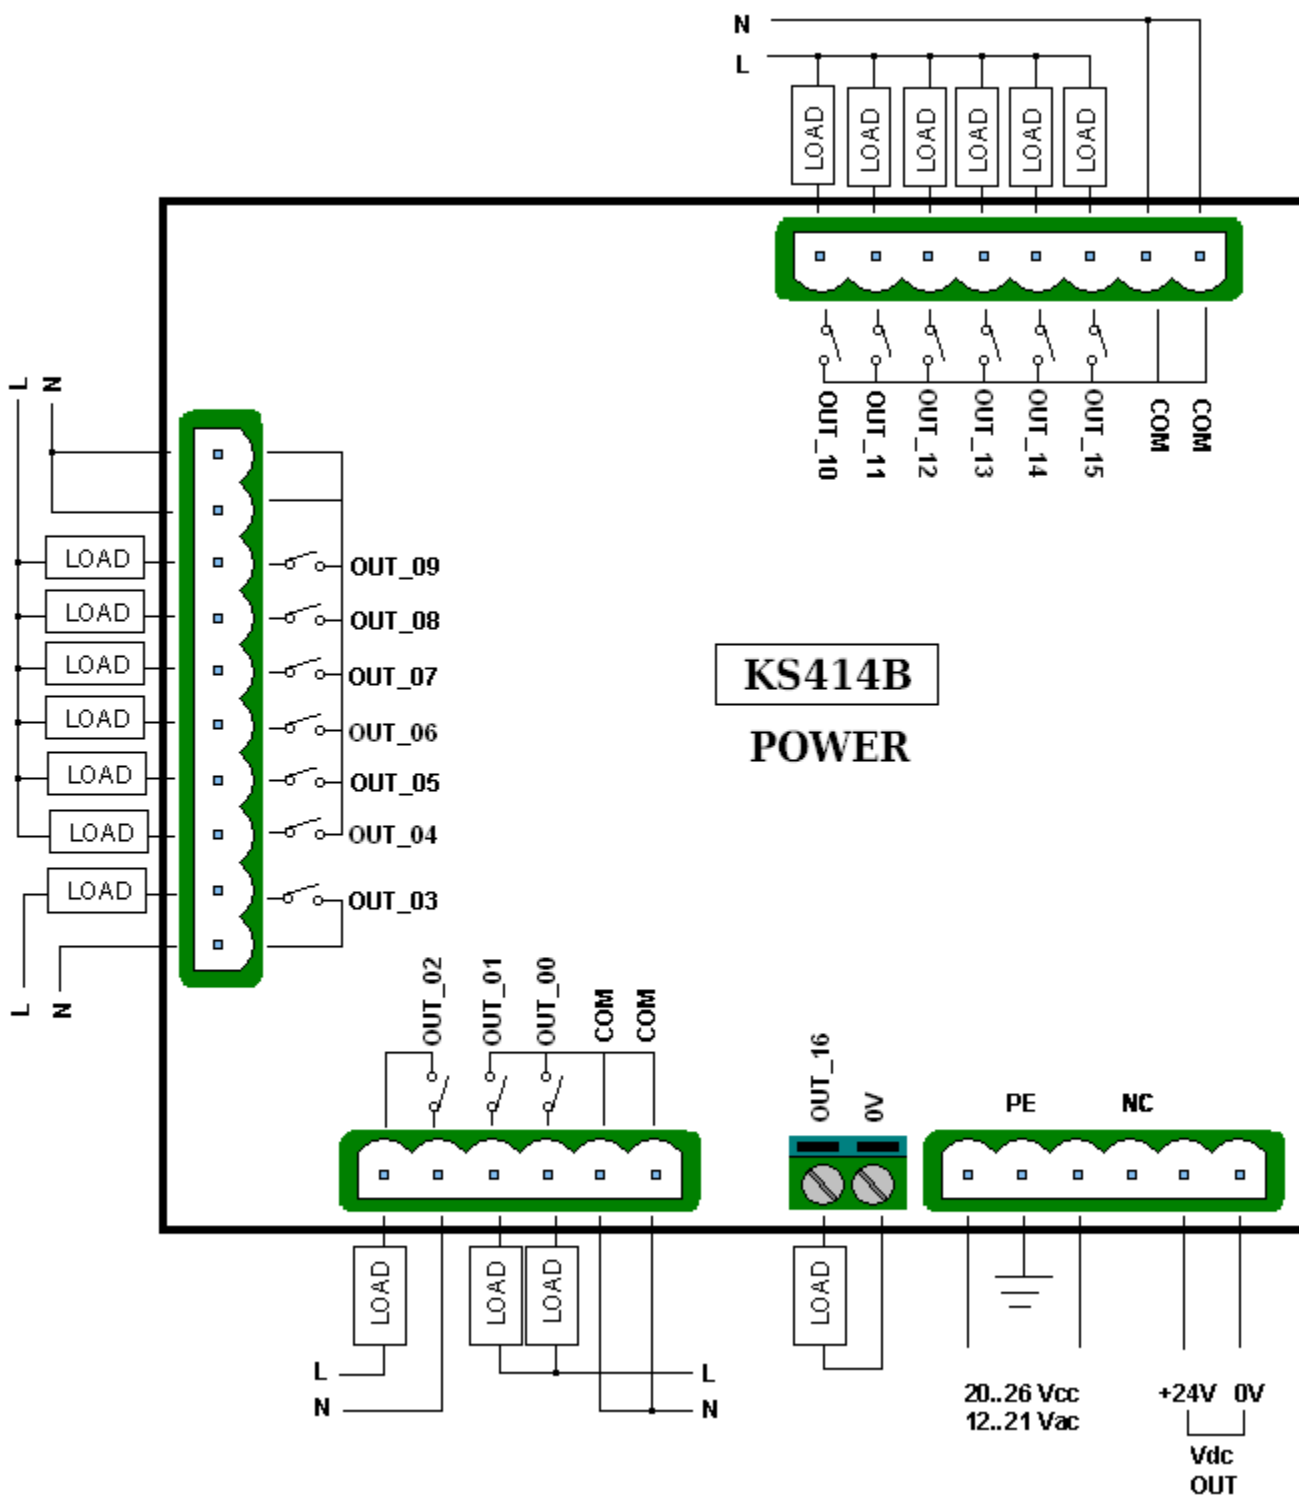 N
L
LOAD
LOAD
LOAD
LOAD
LOAD
LOAD
OUT_10
OUT_11
OUT_12
OUT_13
OUT_14
OUT_15
COM
COM
L
N
LOAD
OUT_09
LOAD
OUT_08
LOAD
OUT_07
LOAD
OUT_06
LOAD
OUT_05
LOAD
OUT_04
LOAD
OUT_03
L
N
KS414B
POWER
OUT_02
OUT_01
OUT_00
COM
COM
LOAD
LOAD
LOAD
L
N
L
N
OUT_16
0V
LOAD
PE
NC
20..26 Vcc
12..21 Vac
+24V 0V
Vdc
OUT